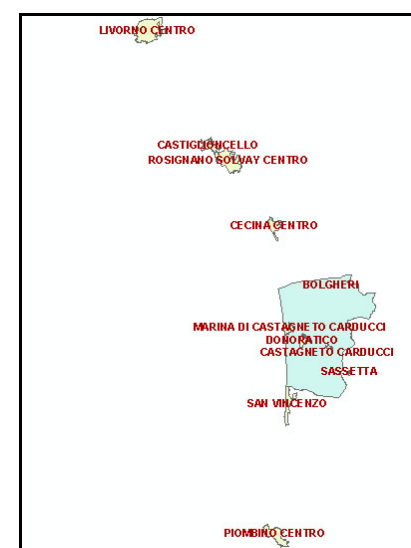 LIVORNO CENTRO
CASTIGLIONCELLO
ROSIGNANO SOLVAY CENTRO
CECINA CENTRO
BOLGHERI
MARINA DI CASTAGNETO CARDUCCI
DONORATICO
CASTAGNETO CARDUCCI
SASSETTA
SAN VINCENZO
PIOMBINO CENTRO